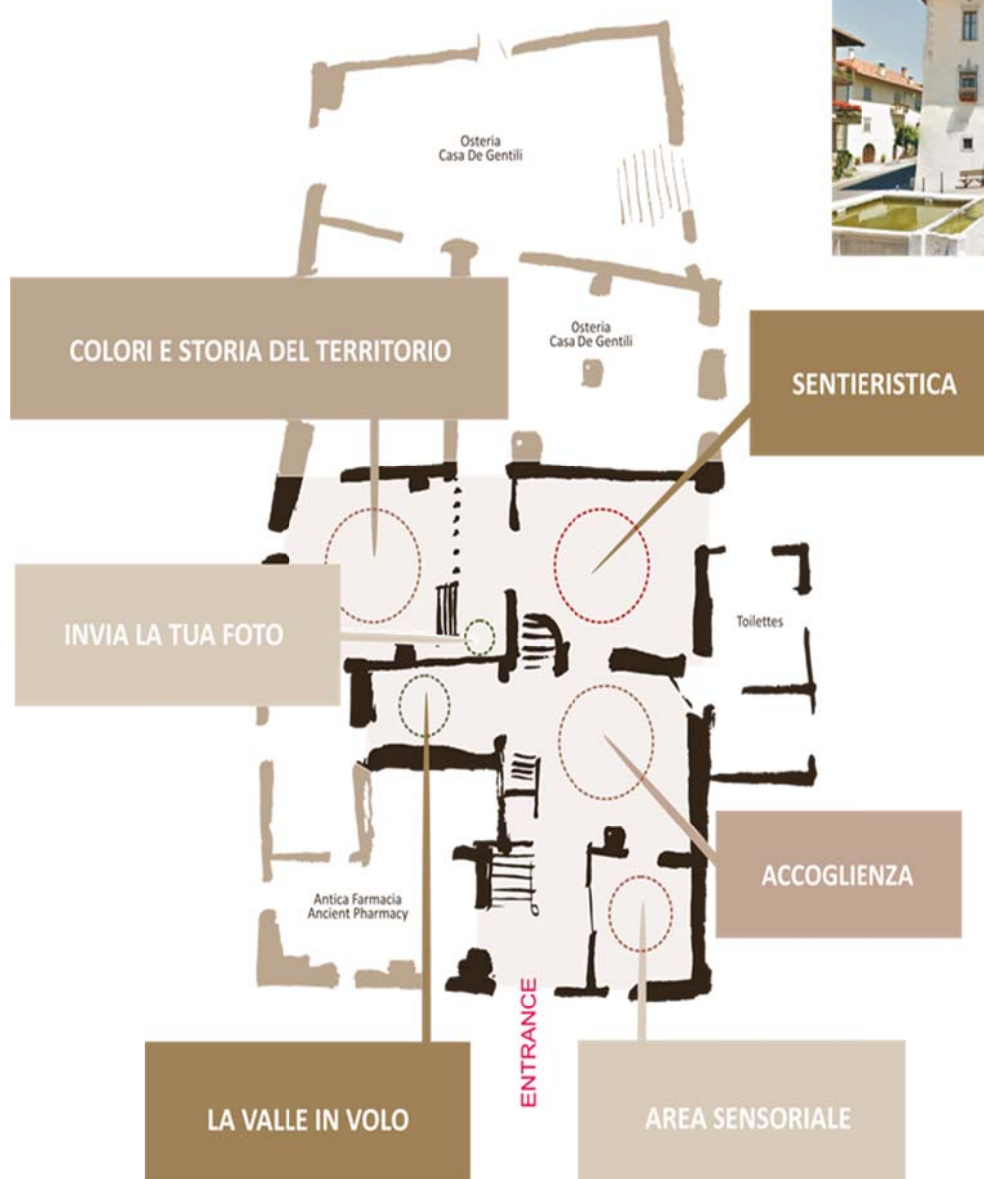 Osteria
Casa De Gentili
COLORI E STORIA DEL TERRITORIO
Osteria
Casa De Gentili
SENTIERISTICA
INVIA LA TUA FOTO
Toilettes
ACCOGLIENZA
Antica Farmacia
Ancient Pharmacy
ENTRANCE
LA VALLE IN VOLO
AREA SENSORIALE